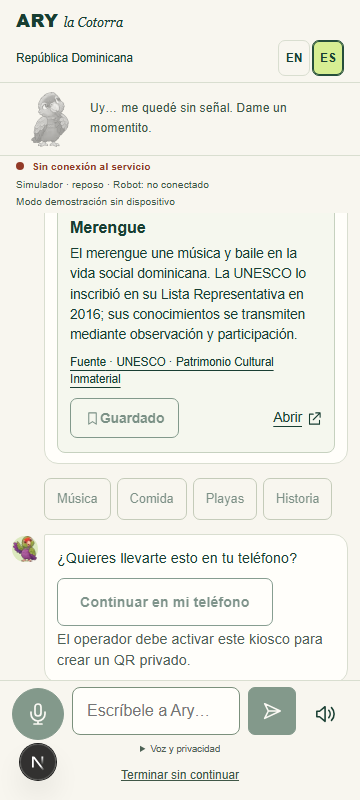 ARY la Cotorra
República Dominicana
EN
ES
Uy… me quedé sin señal. Dame un
momentito.
Sin conexión al servicio
Simulador · reposo · Robot: no conectado
Modo demostración sin dispositivo
Merengue
El merengue une música y baile en la
vida social dominicana. La UNESCO lo
inscribió en su Lista Representativa en
2016; sus conocimientos se transmiten
mediante observación y participación.
Fuente · UNESCO · Patrimonio Cultural
Inmaterial
Guardado
Abrir
Música
Comida
Playas
Historia
¿Quieres llevarte esto en tu teléfono?
Continuar en mi teléfono
El operador debe activar este kiosco para
crear un QR privado.
Escríbele a Ary…
N
Voz y privacidad
Terminar sin continuar